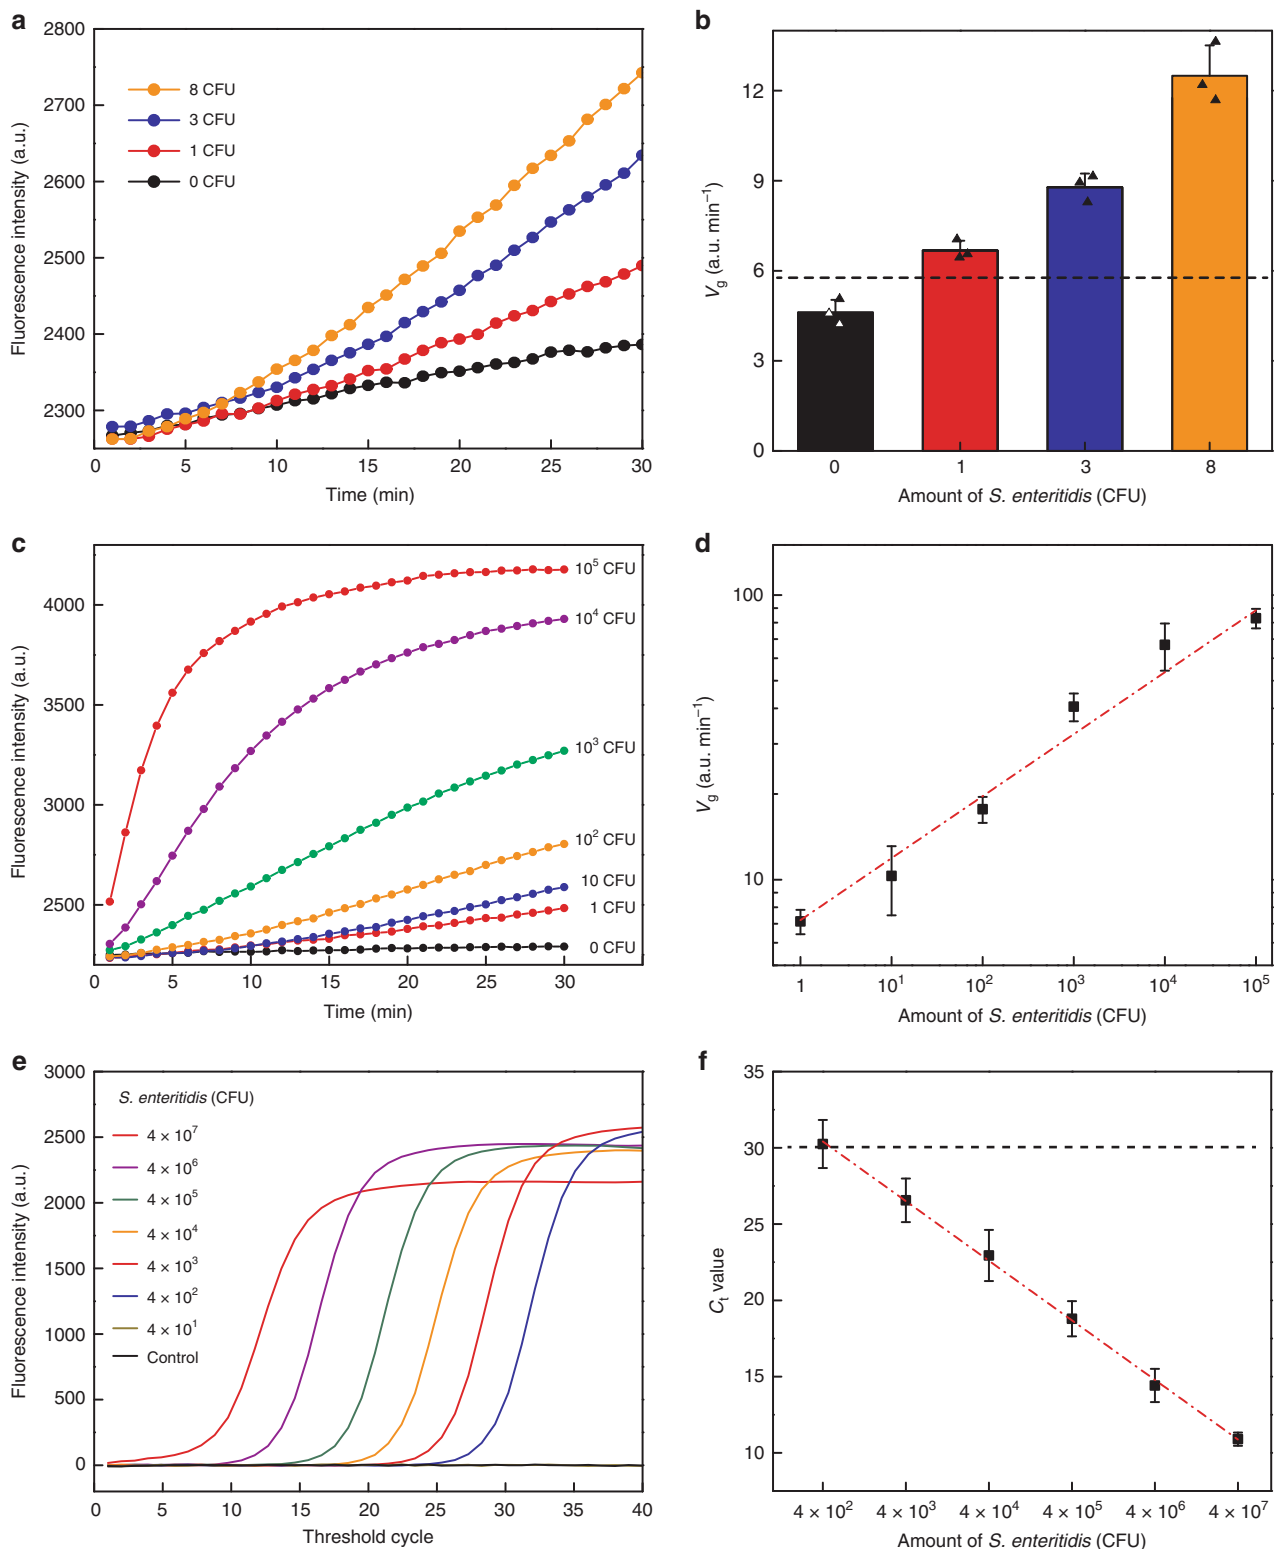 a
2800
2700
2600
2500
2400
2300
Fluorescence intensity (a.u.)
8 CFU
3 CFU
1 CFU
0 CFU
0 5 10 15 20 25 30
Time (min)
b
12
9
6
3
0
V<sub>g</sub> (a.u. min⁻¹)
0 1 3 8
Amount of S. enteritidis (CFU)
c
4000
3500
3000
2500
Fluorescence intensity (a.u.)
10⁵ CFU
10⁴ CFU
10³ CFU
10² CFU
10 CFU
1 CFU
0 CFU
0 5 10 15 20 25 30
Time (min)
d
100
10
V<sub>g</sub> (a.u. min⁻¹)
1 10¹ 10² 10³ 10⁴ 10⁵
Amount of S. enteritidis (CFU)
e
3000
2500
2000
1500
1000
500
0
Fluorescence intensity (a.u.)
S. enteritidis (CFU)
4 × 10⁷
4 × 10⁶
4 × 10⁵
4 × 10⁴
4 × 10³
4 × 10²
4 × 10¹
Control
0 5 10 15 20 25 30 35 40
Threshold cycle
f
35
30
25
20
15
10
C<sub>t</sub> value
4 × 10² 4 × 10³ 4 × 10⁴ 4 × 10⁵ 4 × 10⁶ 4 × 10⁷
Amount of S. enteritidis (CFU)